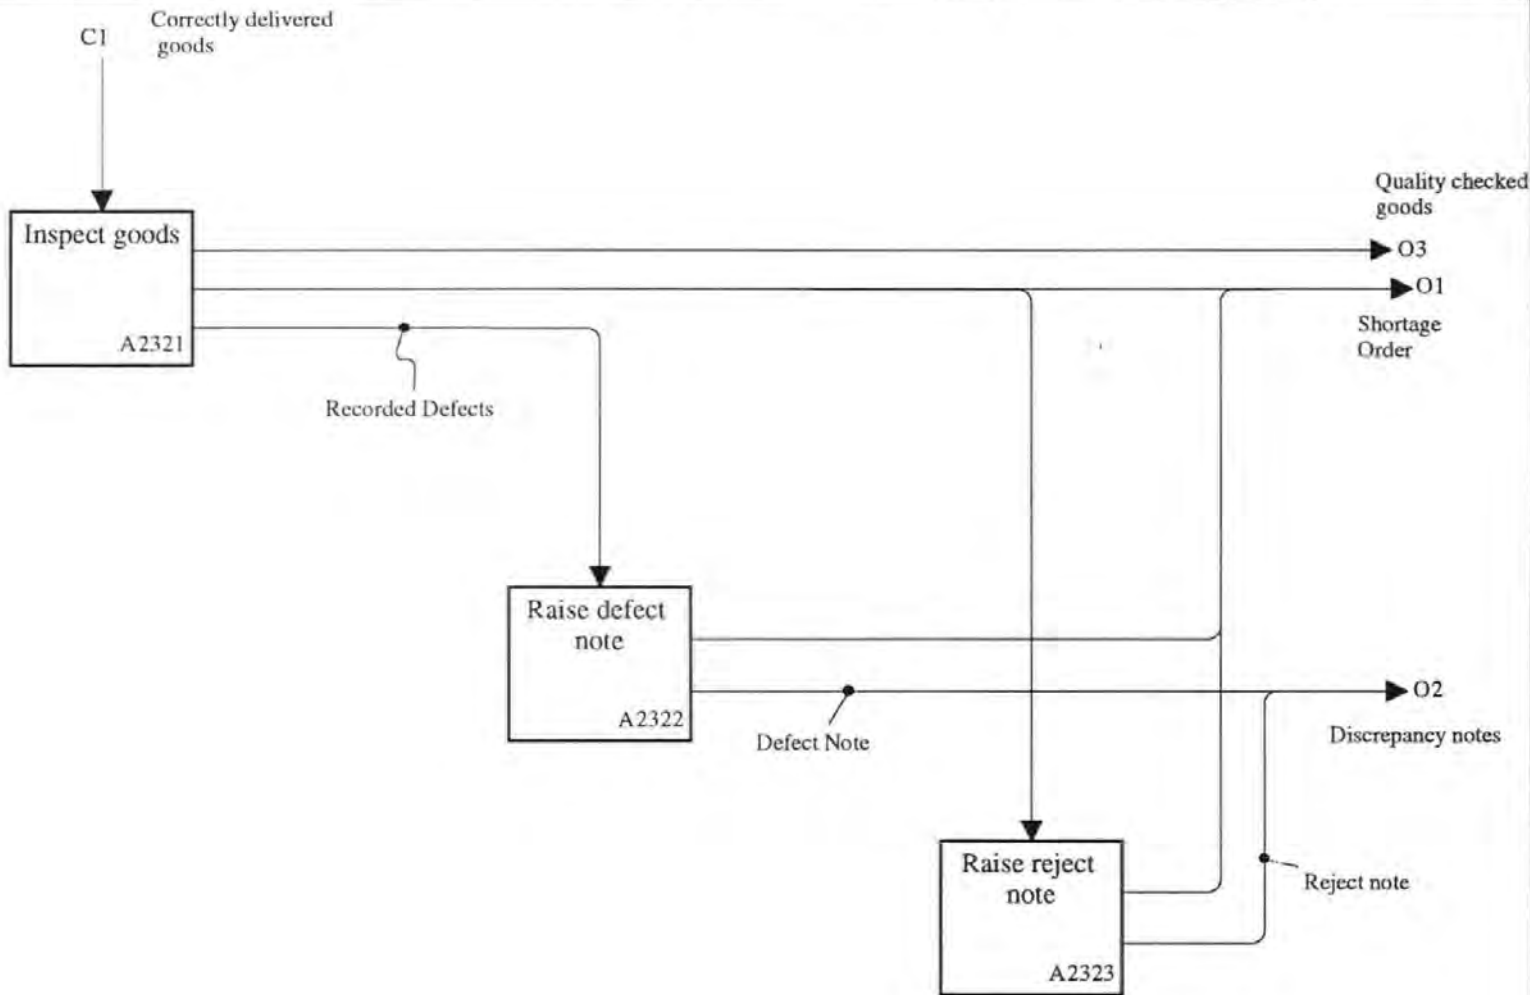 C1
Correctly delivered
goods
Quality checked
goods
Inspect goods
A2321
O3
O1
Shortage
Order
Recorded Defects
Raise defect
note
A2322
Defect Note
O2
Discrepancy notes
Raise reject
note
A2323
Reject note